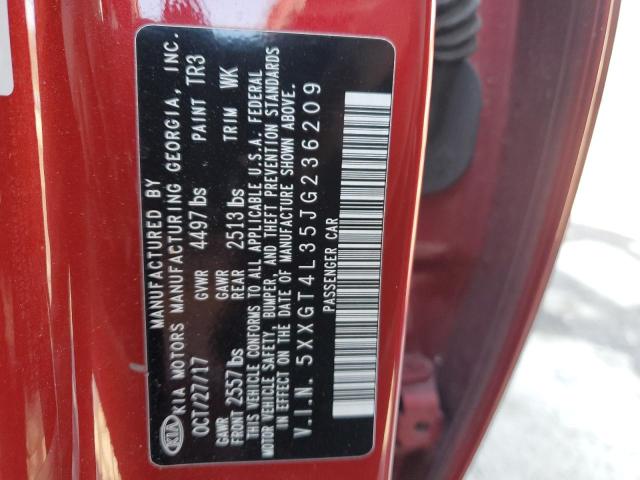 KIA
MANUFACTURED BY
KIA MOTORS MANUFACTURING GEORGIA, INC.
OCT/27/17 GVWR 4497 lbs PAINT TR3
GAWR FRONT 2557 lbs GAWR REAR 2513 lbs TRIM WK
THIS VEHICLE CONFORMS TO ALL APPLICABLE U.S.A. FEDERAL
MOTOR VEHICLE SAFETY, BUMPER, AND THEFT PREVENTION STANDARDS
IN EFFECT ON THE DATE OF MANUFACTURE SHOWN ABOVE.
V.I.N. 5XXGT4L35JG236209
PASSENGER CAR